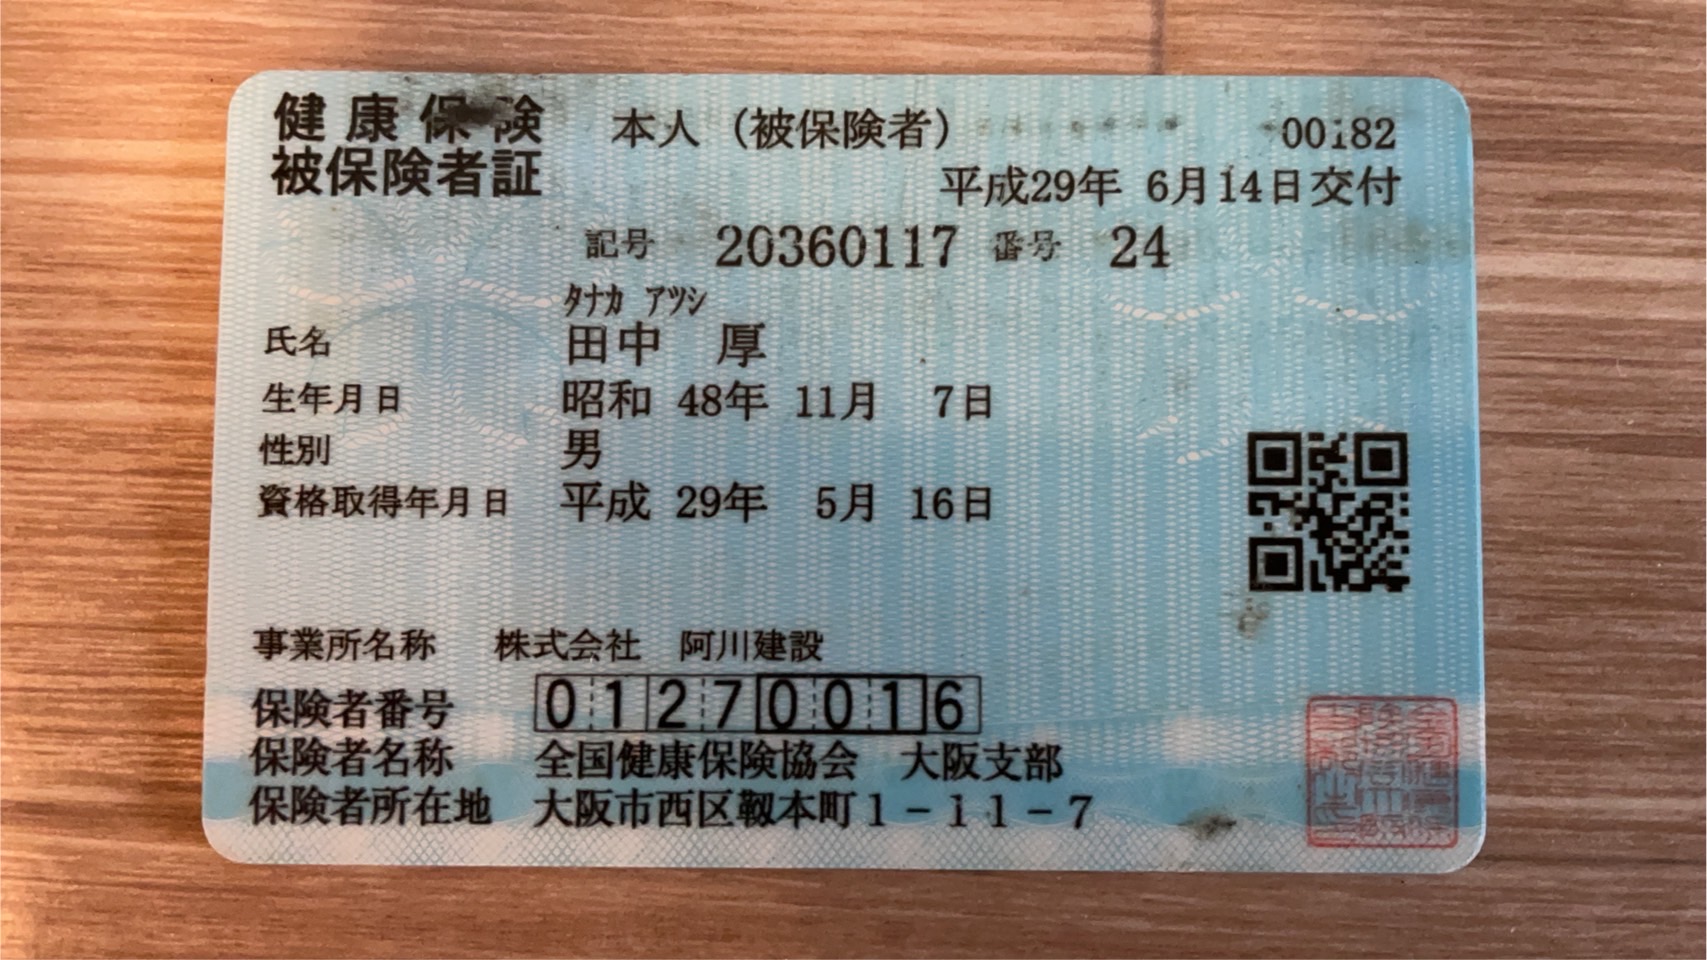 健康保険 本人（被保険者） 00182
被保険者証 平成29年 6月14日交付
記号 20360117 番号 24
タナカ アツシ
氏名 田中 厚
生年月日 昭和 48年 11月 7日
性別 男
資格取得年月日 平成 29年 5月 16日
事業所名称 株式会社 阿川建設
保険者番号 01270016
保険者名称 全国健康保険協会 大阪支部
保険者所在地 大阪市西区靱本町1－11－7